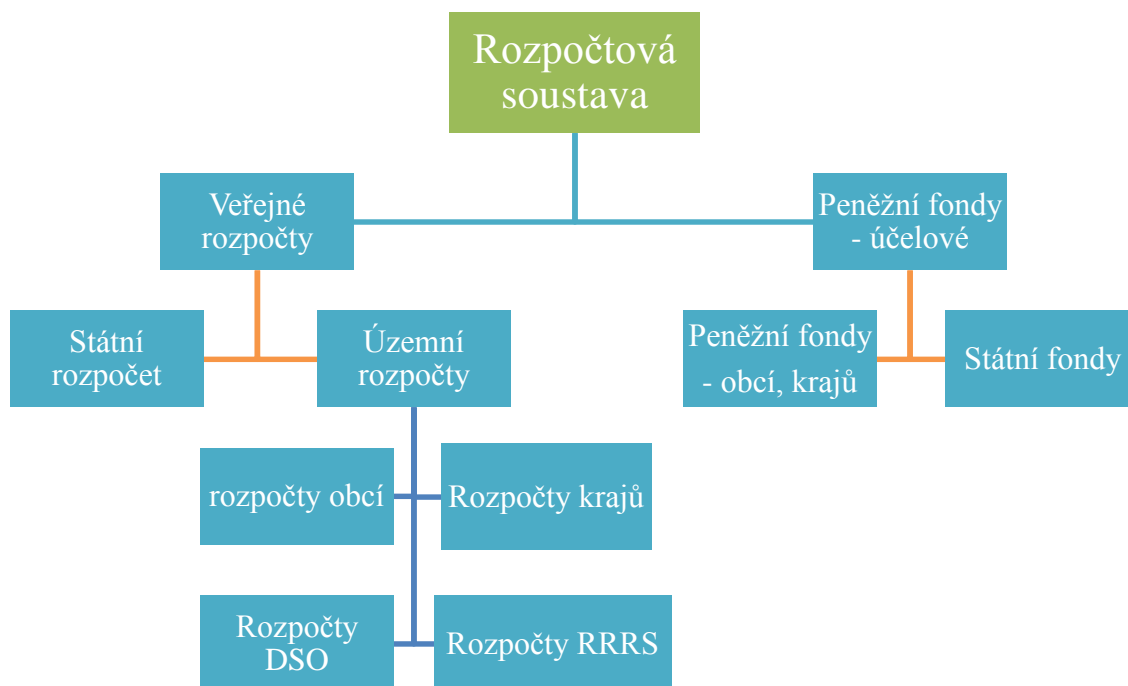 Rozpočtová
soustava
Veřejné
rozpočty
Peněžní fondy
- účelové
Státní
rozpočet
Územní
rozpočty
Peněžní fondy
- obcí, krajů
Státní fondy
rozpočty obcí
Rozpočty krajů
Rozpočty
DSO
Rozpočty RRRS